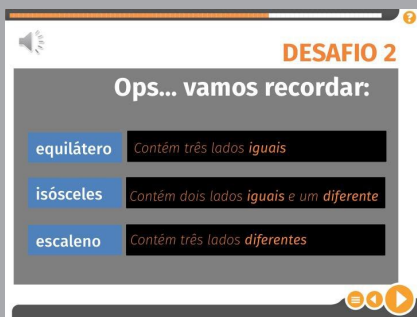 DESAFIO 2
Ops... vamos recordar:
equilátero Contém três lados iguais
isósceles Contém dois lados iguais e um diferente
escaleno Contém três lados diferentes